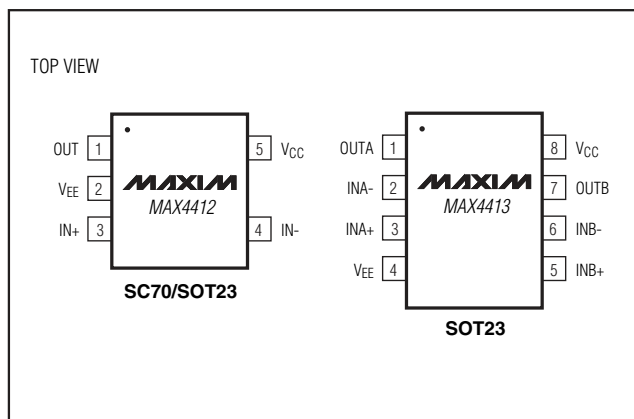 TOP VIEW
OUT 1
VEE 2
IN+ 3
5 VCC
4 IN-
MAXIM
MAX4412
SC70/SOT23
OUTA 1
INA- 2
INA+ 3
VEE 4
8 VCC
7 OUTB
6 INB-
5 INB+
MAXIM
MAX4413
SOT23